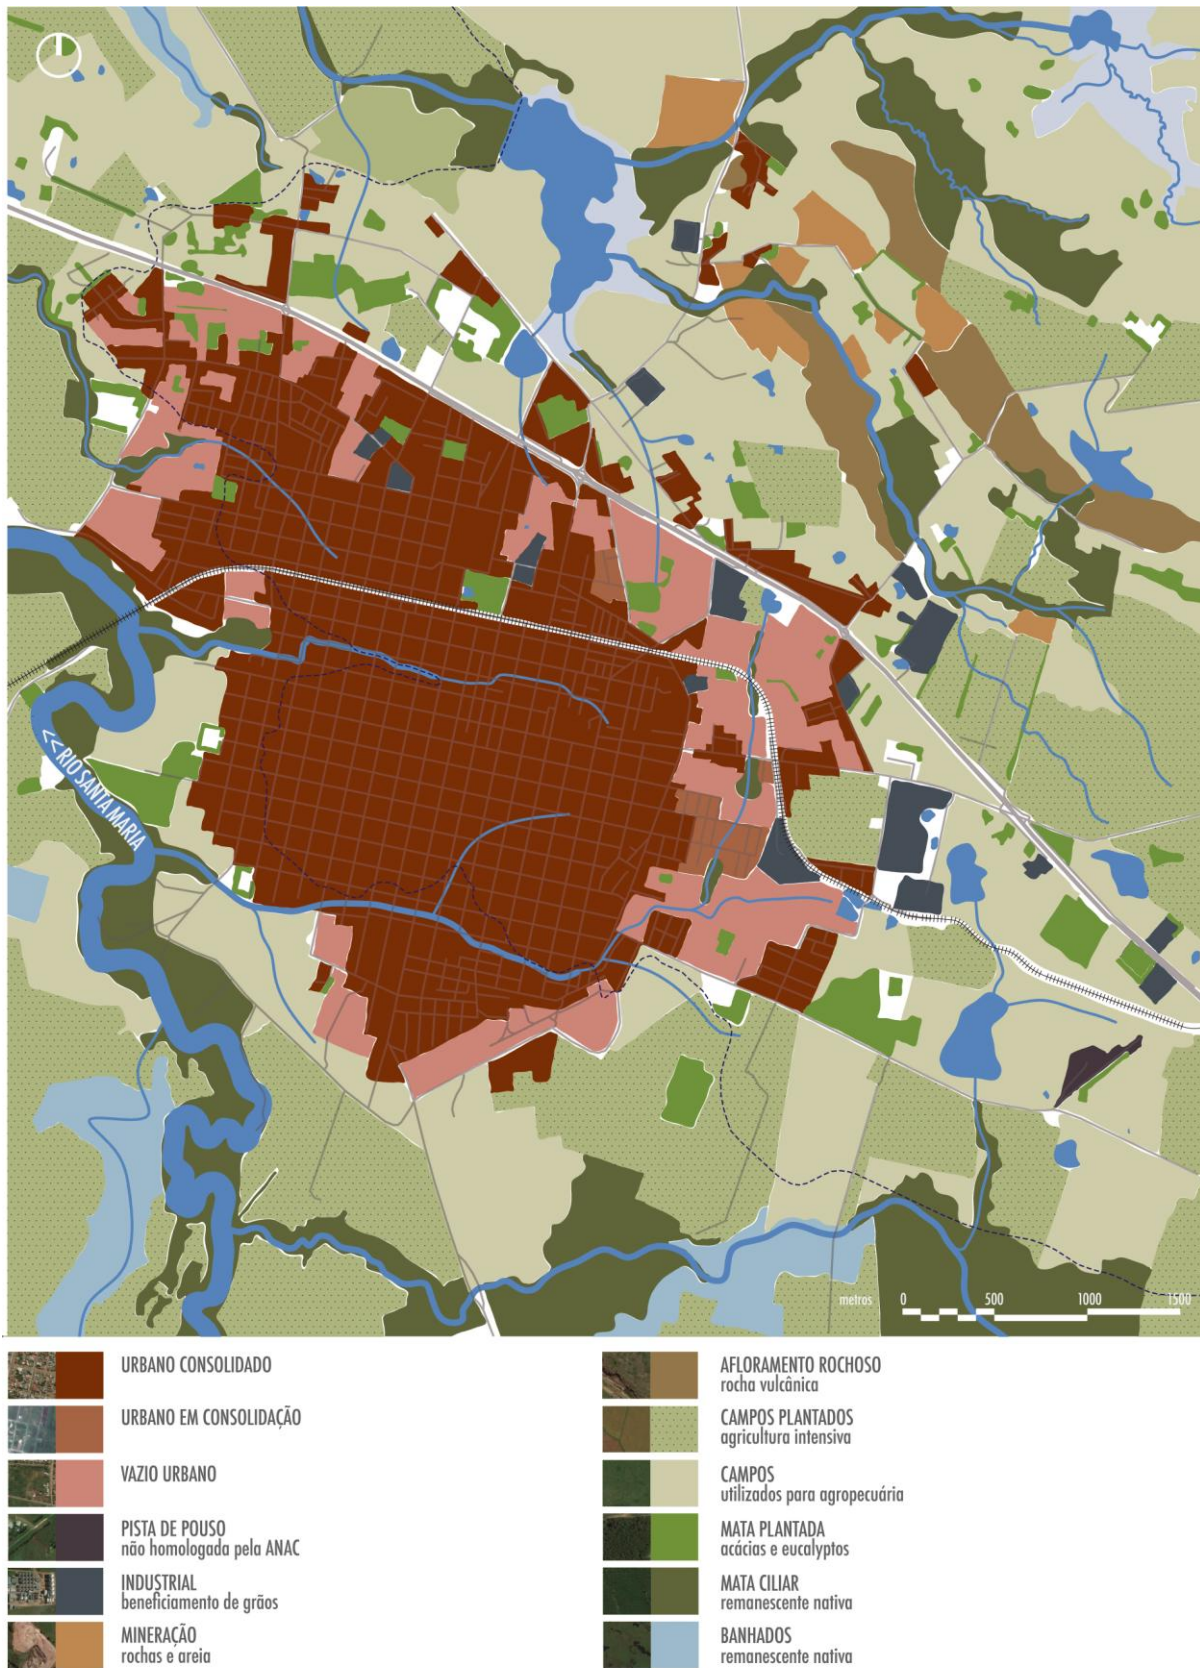 <<RIO SANTA MARIA
metros 0 500 1000 1500
URBANO CONSOLIDADO
URBANO EM CONSOLIDAÇÃO
VAZIO URBANO
PISTA DE POUSO
não homologada pela ANAC
INDUSTRIAL
beneficiamento de grãos
MINERAÇÃO
rochas e areia
AFLORAMENTO ROCHOSO
rocha vulcânica
CAMPOS PLANTADOS
agricultura intensiva
CAMPOS
utilizados para agropecuária
MATA PLANTADA
acácias e eucalyptos
MATA CILIAR
remanescente nativa
BANHADOS
remanescente nativa